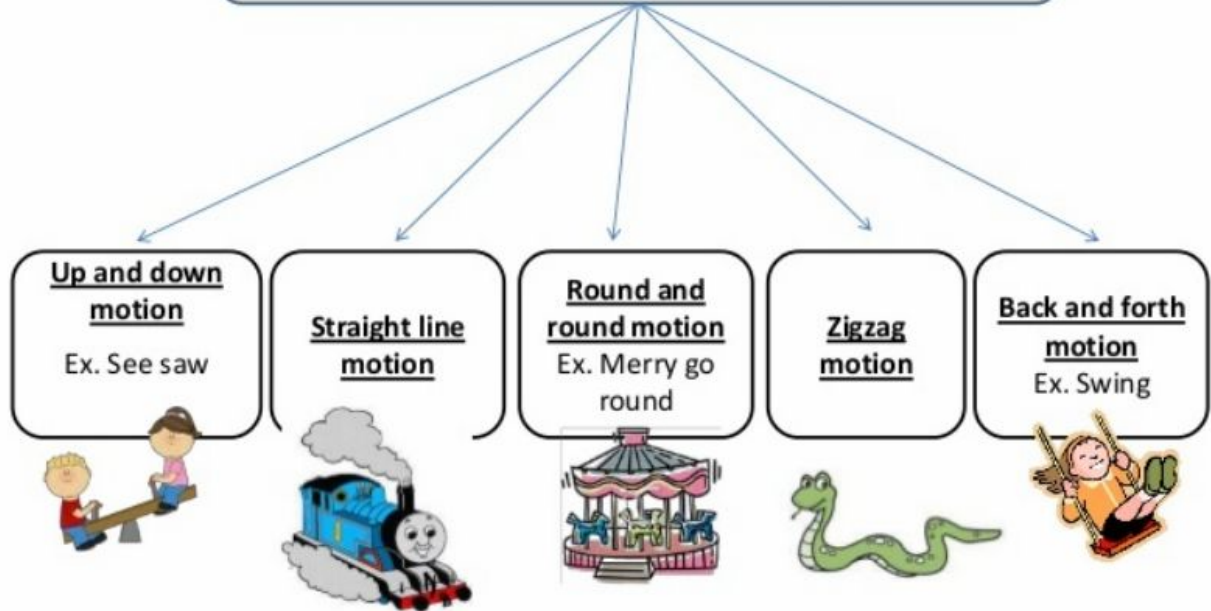 Up and down
motion
Ex. See saw
Straight line
motion
Round and
round motion
Ex. Merry go
round
Zigzag
motion
Back and forth
motion
Ex. Swing